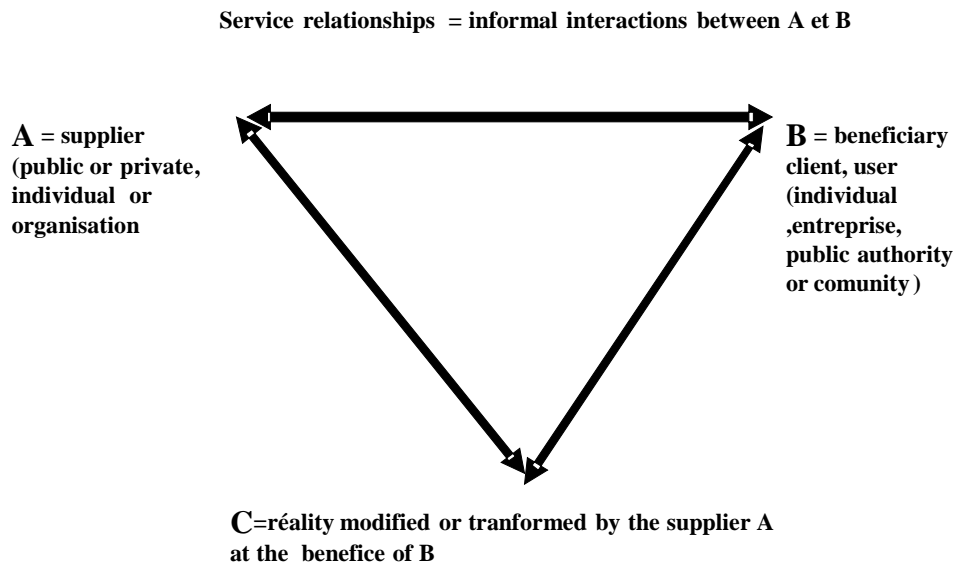 Service relationships = informal interactions between A et B
A = supplier
(public or private,
individual or
organisation
B = beneficiary
client, user
(individual
,entreprise,
public authority
or comunity)
C=réality modified or tranformed by the supplier A
at the benefice of B